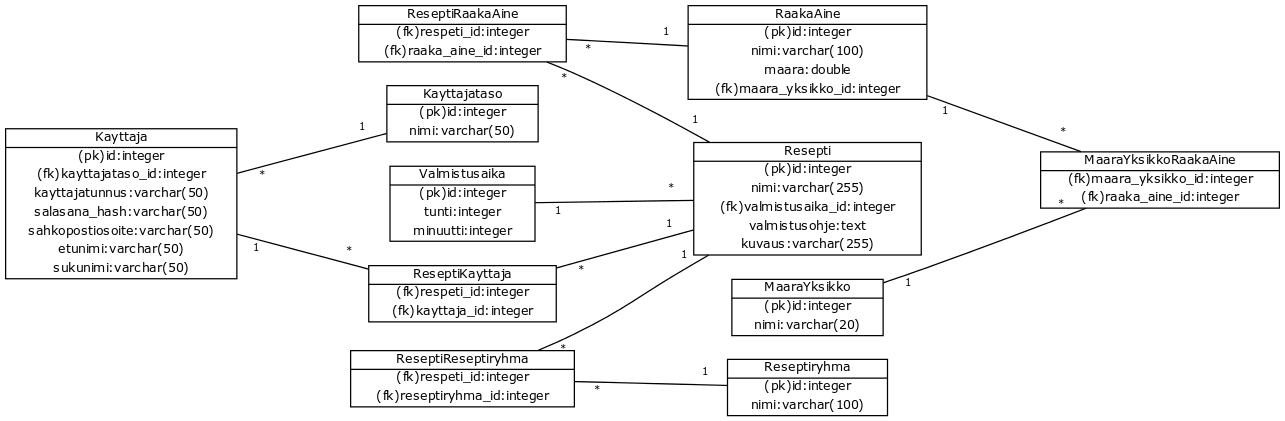 ReseptiRaakaAine
(fk)respeti_id:integer
(fk)raaka_aine_id:integer
RaakaAine
(pk)id:integer
nimi:varchar(100)
maara:double
(fk)maara_yksikko_id:integer
1
*
*
1
1
*
Kayttajataso
(pk)id:integer
nimi:varchar(50)
Kayttaja
(pk)id:integer
(fk)kayttajataso_id:integer
kayttajatunnus:varchar(50)
salasana_hash:varchar(50)
sahkopostiosoite:varchar(50)
etunimi:varchar(50)
sukunimi:varchar(50)
1
*
1
*
Valmistusaika
(pk)id:integer
tunti:integer
minuutti:integer
1
*
Resepti
(pk)id:integer
nimi:varchar(255)
(fk)valmistusaika_id:integer
valmistusohje:text
kuvaus:varchar(255)
MaaraYksikkoRaakaAine
(fk)maara_yksikko_id:integer
(fk)raaka_aine_id:integer
*
1
ReseptiKayttaja
(fk)respeti_id:integer
(fk)kayttaja_id:integer
*
1
1
*
MaaraYksikko
(pk)id:integer
nimi:varchar(20)
ReseptiReseptiryhma
(fk)respeti_id:integer
(fk)reseptiryhma_id:integer
*
1
Reseptiryhma
(pk)id:integer
nimi:varchar(100)